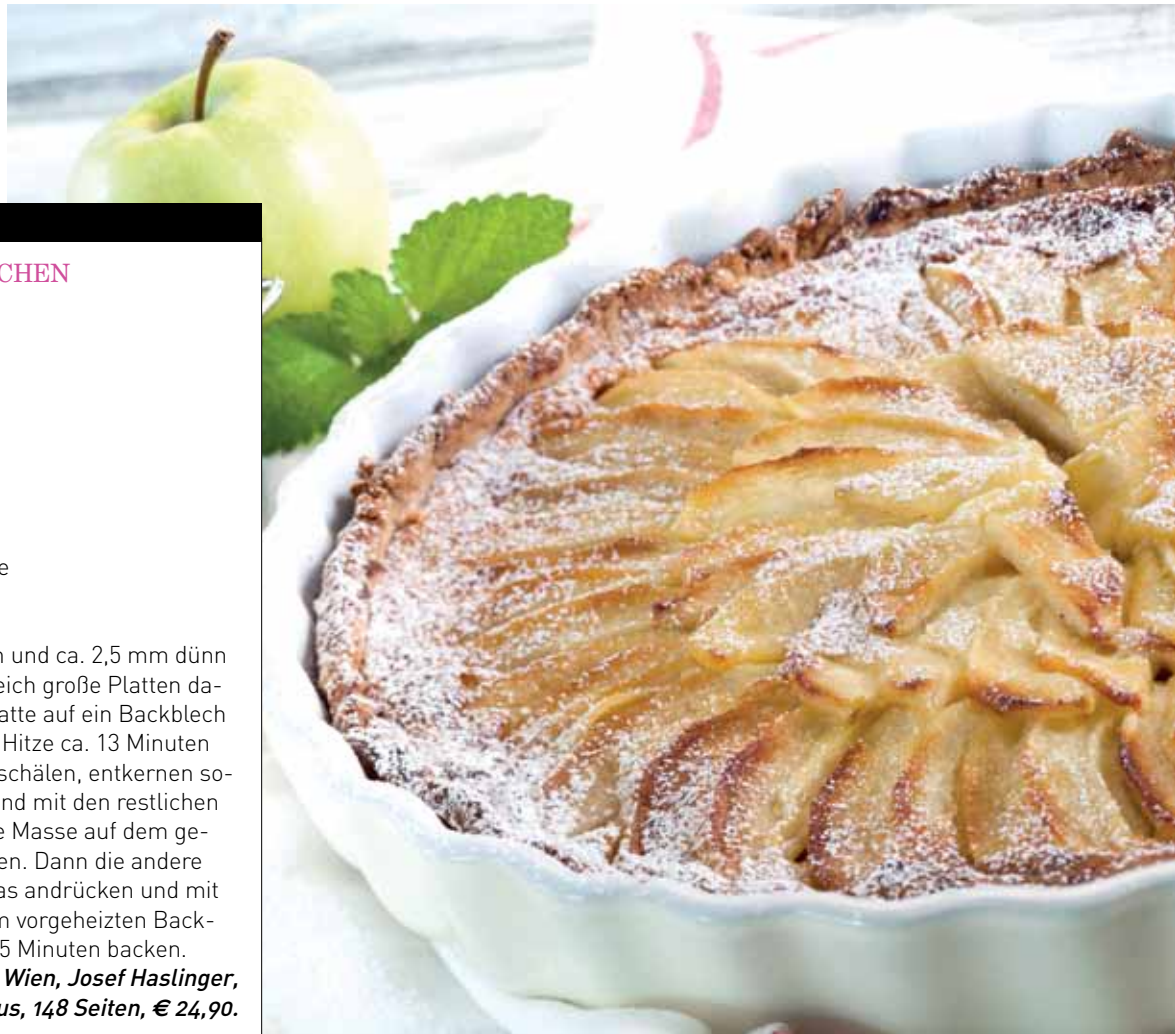 CHEN
e
n und ca. 2,5 mm dünn
eich große Platten da-
atte auf ein Backblech
Hitze ca. 13 Minuten
schälen, entkernen so-
nd mit den restlichen
e Masse auf dem ge-
en. Dann die andere
as andrücken und mit
m vorgeheizten Back-
5 Minuten backen.
Wien, Josef Haslinger,
us, 148 Seiten, € 24,90.